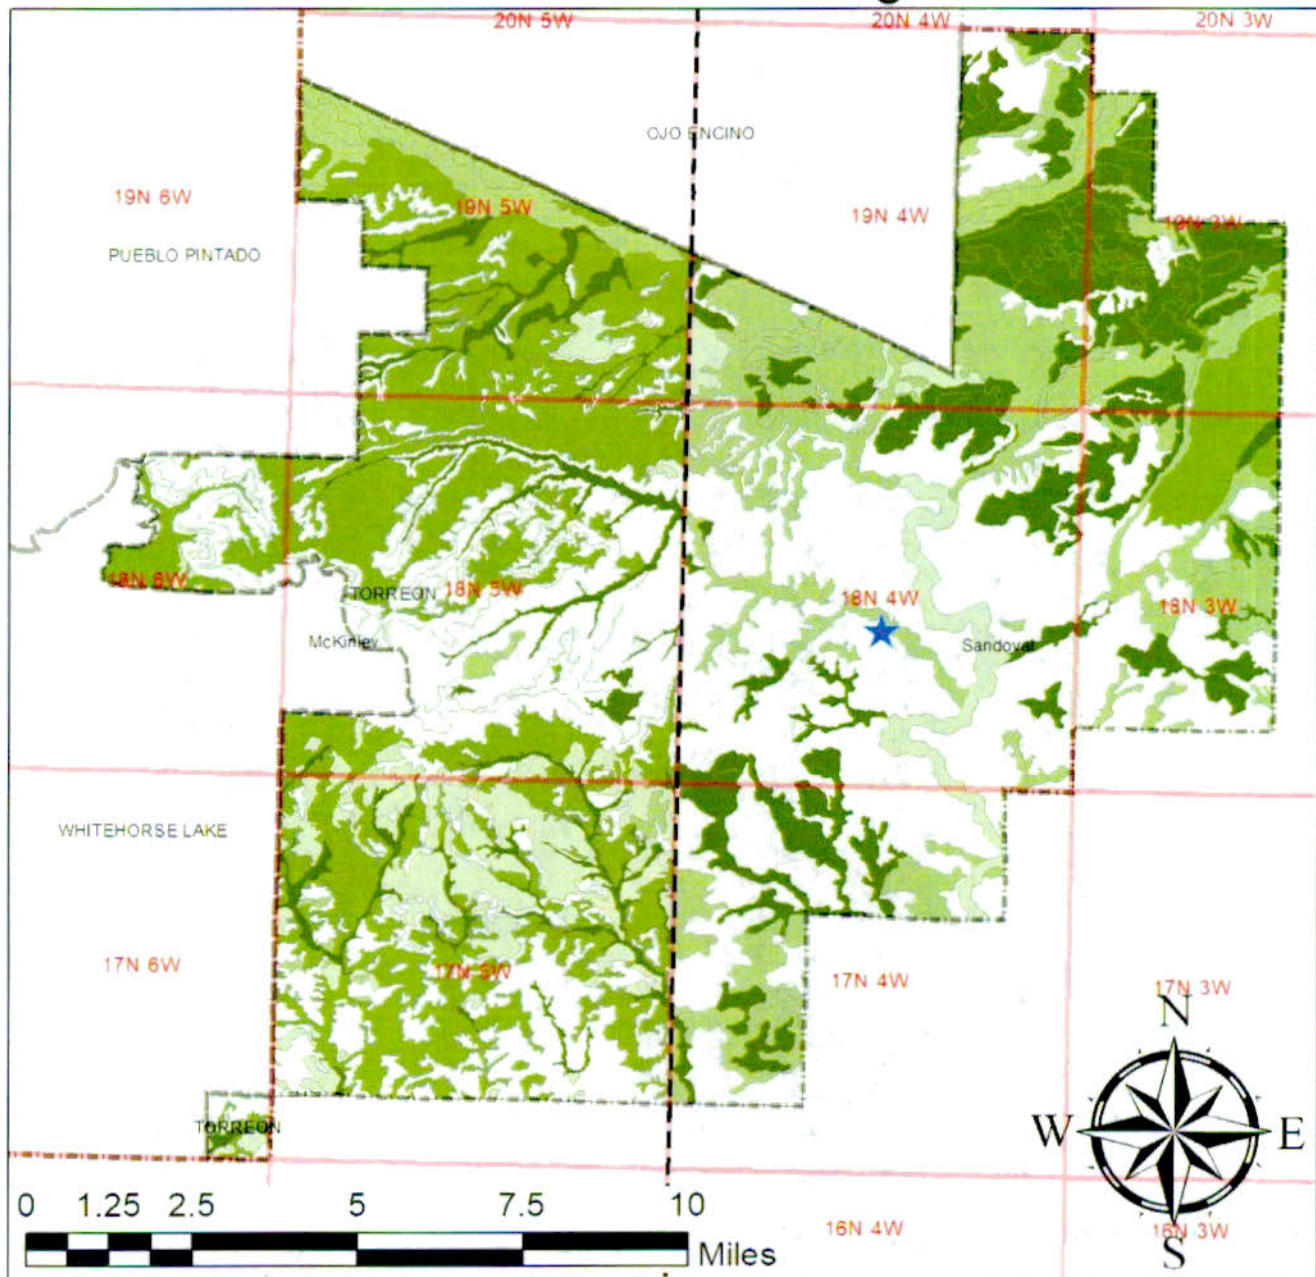 20N 5W
20N 4W
20N 3W
OJO ENCINO
19N 6W
19N 5W
19N 4W
19N 3W
PUEBLO PINTADO
18N 6W
TORREON
18N 5W
18N 4W
18N 3W
McKinley
Sandoval
WHITEHORSE LAKE
17N 6W
17N 5W
17N 4W
17N 3W
N
W
E
S
TORREON
0 1.25 2.5 5 7.5 10
Miles
16N 4W
16N 3W